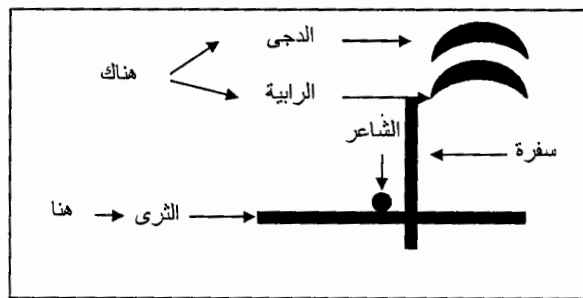 الدجى
هناك
الرابية
الشاعر
سفرة
هنا
الثرى